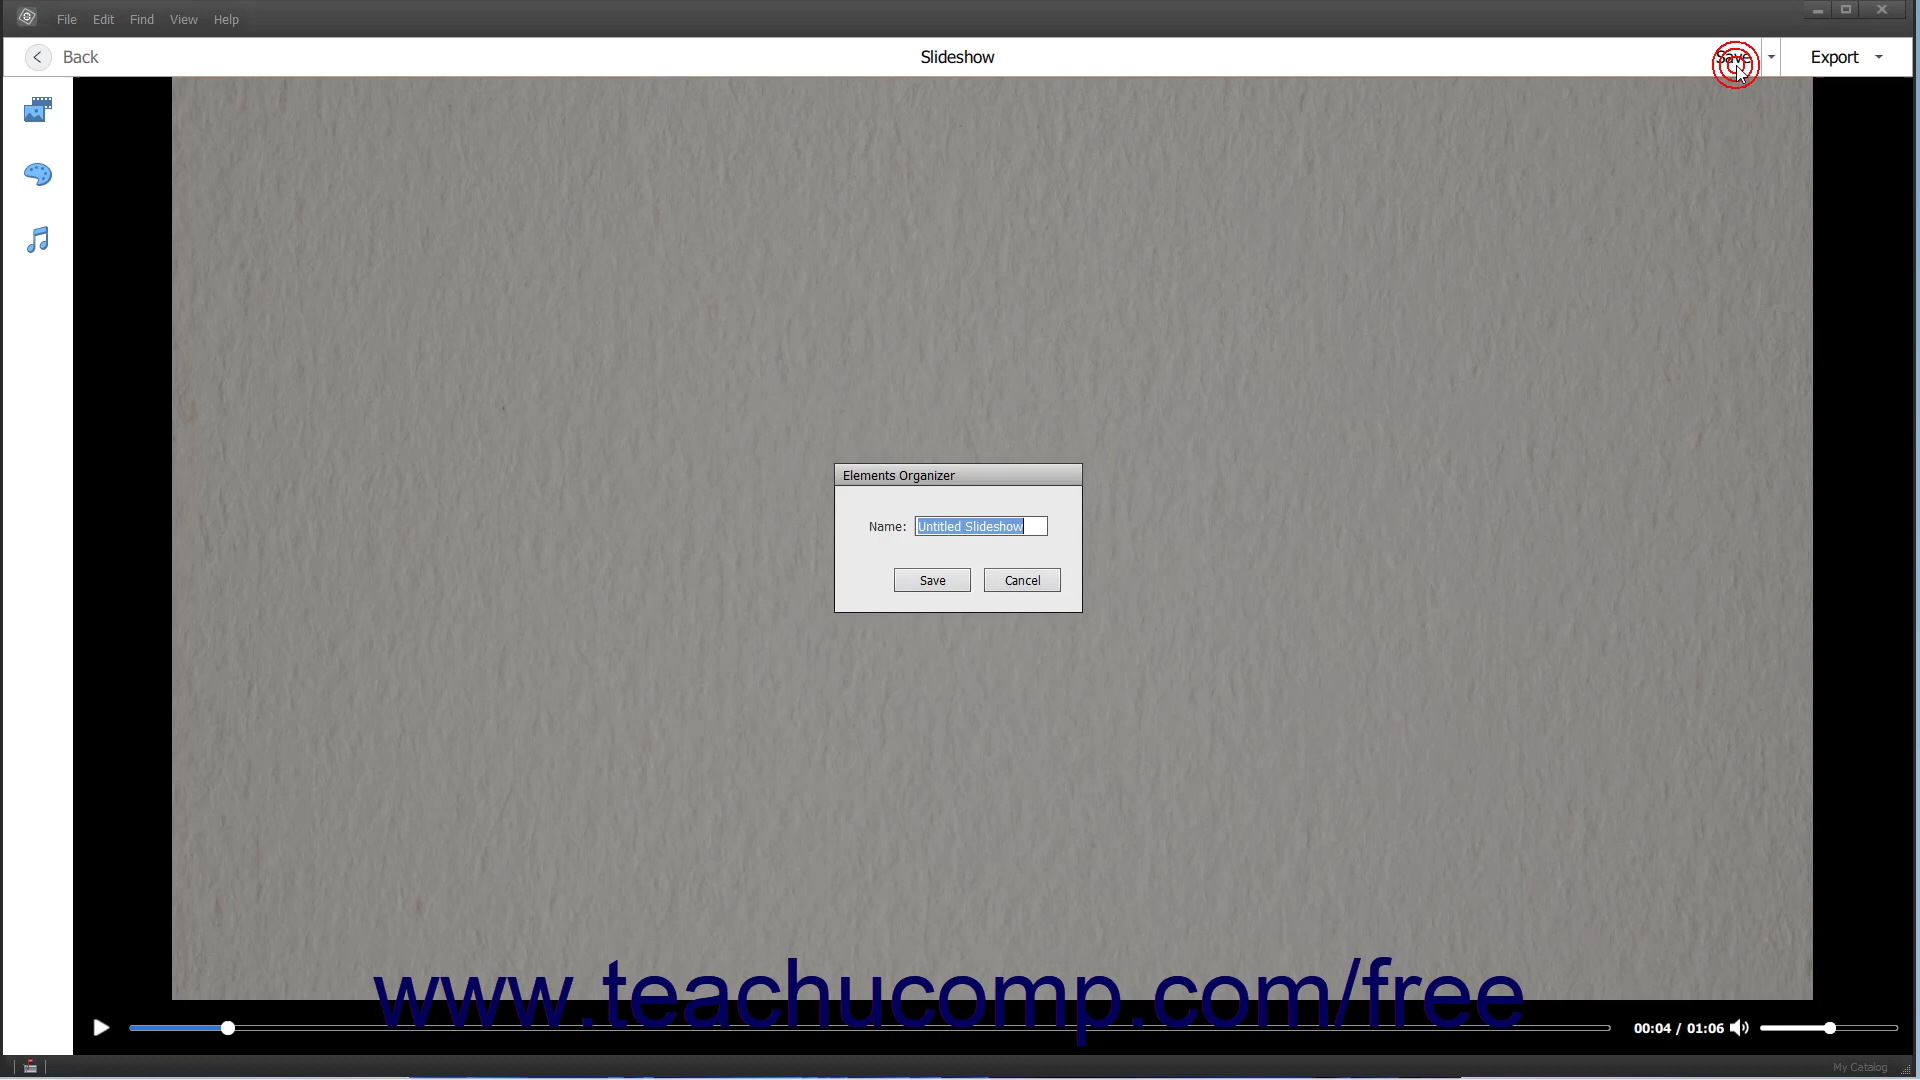 File Edit Find View Help
Back Slideshow Save Export
Elements Organizer
Name: Untitled Slideshow
Save Cancel
www.teachucomp.com/free
00:04 / 01:06
My Catalog